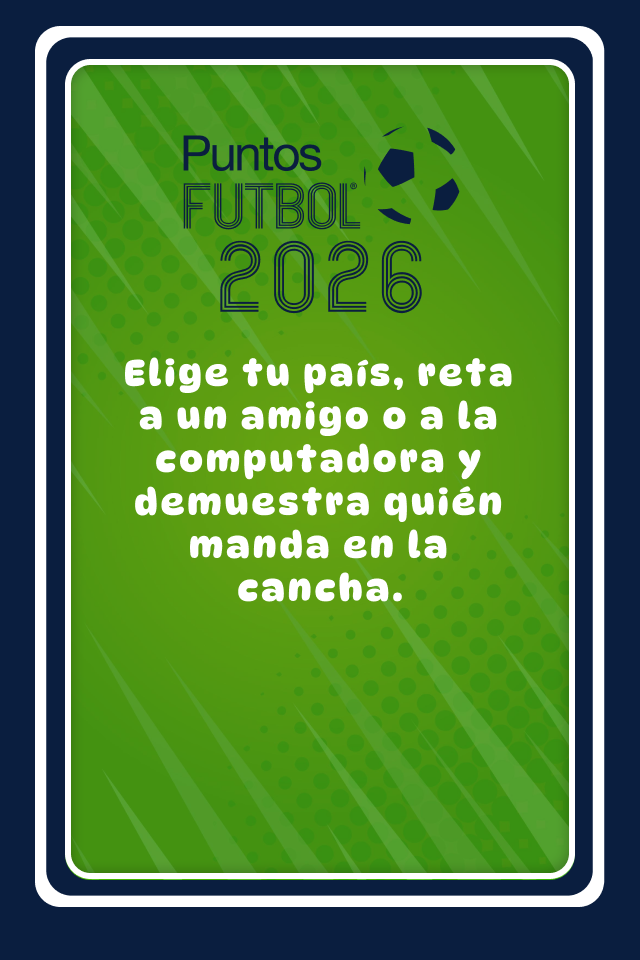 Puntos
FUTBOL®
2026
Elige tu país, reta
a un amigo o a la
computadora y
demuestra quién
manda en la
cancha.